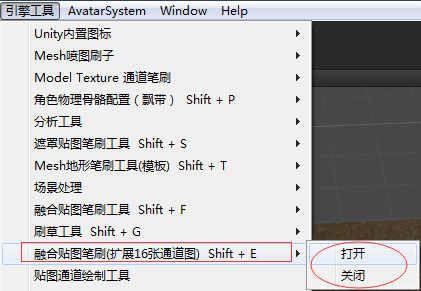 引擎工具 AvatarSystem Window Help
Unity内置图标
Mesh喷图刷子
Model Texture 通道笔刷
角色物理骨骼配置（飘带） Shift + P
分析工具
遮罩贴图笔刷工具 Shift + S
Mesh地形笔刷工具(模板) Shift + T
场景处理
融合贴图笔刷工具 Shift + F
刷草工具 Shift + G
融合贴图笔刷(扩展16张通道图) Shift + E
打开
贴图通道绘制工具
关闭